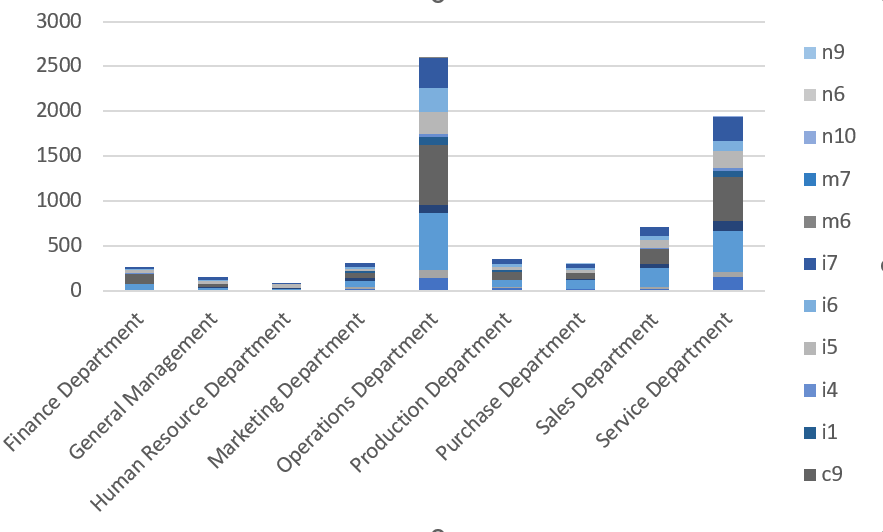 3000
2500
2000
1500
1000
500
0
Finance Department
General Management
Human Resource Department
Marketing Department
Operations Department
Production Department
Purchase Department
Sales Department
Service Department
n9
n6
n10
m7
m6
i7
i6
i5
i4
i1
c9